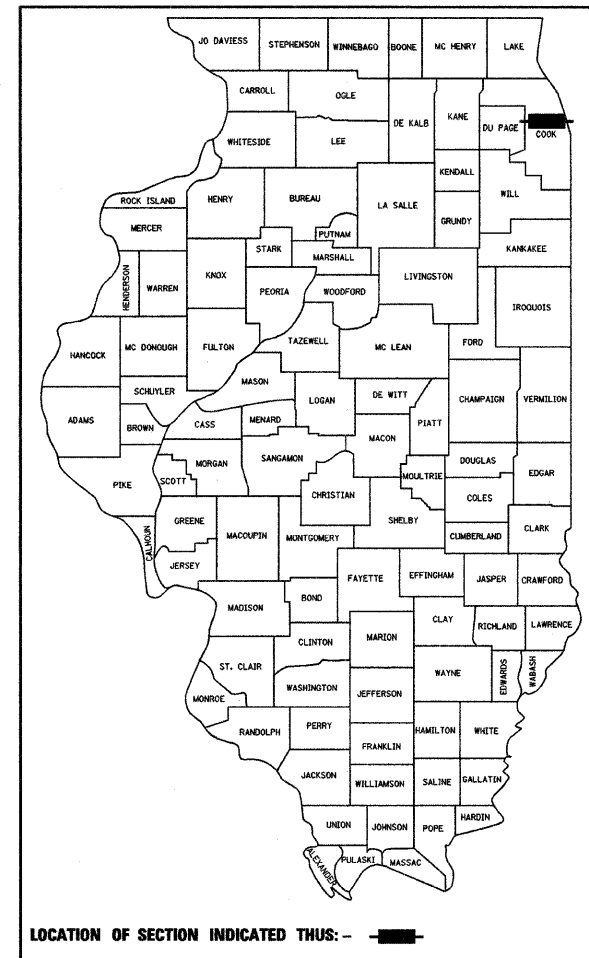 JO DAVIESS
STEPHENSON
WINNEBAGO
BOONE
MC HENRY
LAKE
CARROLL
OGLE
DE KALB
KANE
DU PAGE
COOK
WHITESIDE
LEE
KENDALL
WILL
ROCK ISLAND
HENRY
BUREAU
LA SALLE
GRUNDY
MERCER
PUTNAM
KANKAKEE
STARK
MARSHALL
HENDERSON
WARREN
KNOX
PEORIA
WOODFORD
LIVINGSTON
IROQUOIS
HANCOCK
MC DONOUGH
FULTON
TAZEWELL
MC LEAN
FORD
MASON
SCHUYLER
LOGAN
DE WITT
CHAMPAIGN
VERMILION
ADAMS
BROWN
CASS
MENARD
PIATT
MACON
MORGAN
SANGAMON
DOUGLAS
EDGAR
PIKE
SCOTT
CHRISTIAN
MOULTRIE
COLES
SHELBY
CALHOUN
GREENE
MACOUPIN
MONTGOMERY
CUMBERLAND
CLARK
JERSEY
FAYETTE
EFFINGHAM
JASPER
CRAWFORD
MADISON
BOND
CLAY
RICHLAND
LAWRENCE
CLINTON
MARION
ST. CLAIR
WAYNE
EDWARDS
WABASH
WASHINGTON
JEFFERSON
MONROE
RANDOLPH
PERRY
HAMILTON
WHITE
FRANKLIN
JACKSON
WILLIAMSON
SALINE
GALLATIN
UNION
JOHNSON
POPE
HARDIN
ALEXANDER
PULASKI
MASSAC
LOCATION OF SECTION INDICATED THUS: -